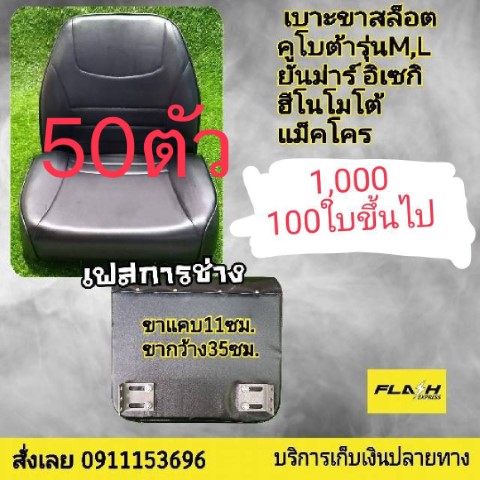 เบาะขาสล็อต
คูโบต้ารุ่นM,L
ยันม่าร์ อิเซกิ
ฮีโนโมโต้
แม็คโคร
50ตัว
1,000
100ใบขึ้นไป
เฟสการช่าง
ขาแคบ11ซม.
ขากว้าง35ซม.
FLASH
EXPRESS
สั่งเลย 0911153696
บริการเก็บเงินปลายทาง